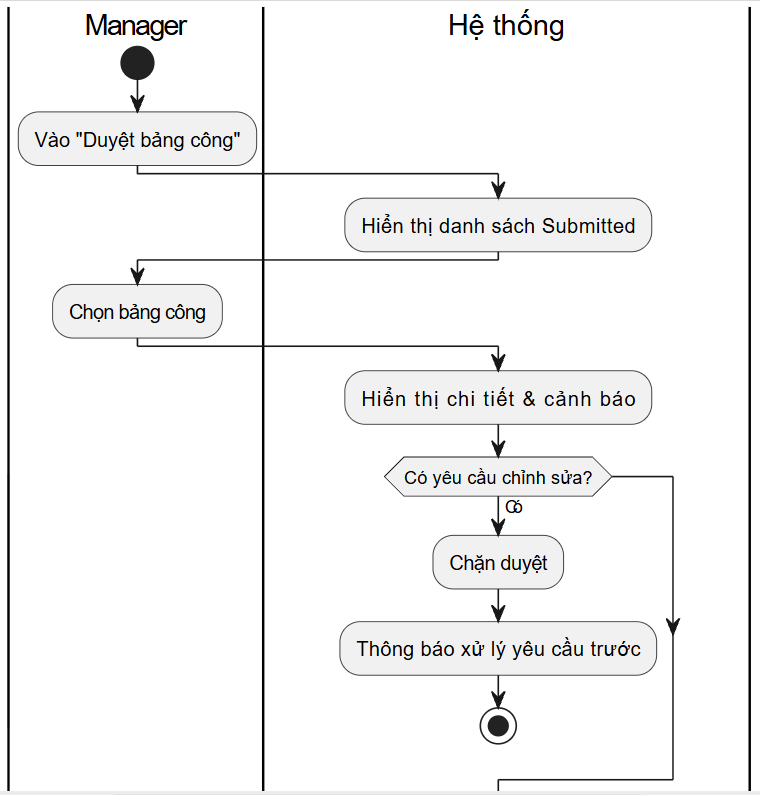 Manager
Hệ thống
Vào "Duyệt bảng công"
Hiển thị danh sách Submitted
Chọn bảng công
Hiển thị chi tiết & cảnh báo
Có yêu cầu chỉnh sửa?
Có
Chặn duyệt
Thông báo xử lý yêu cầu trước